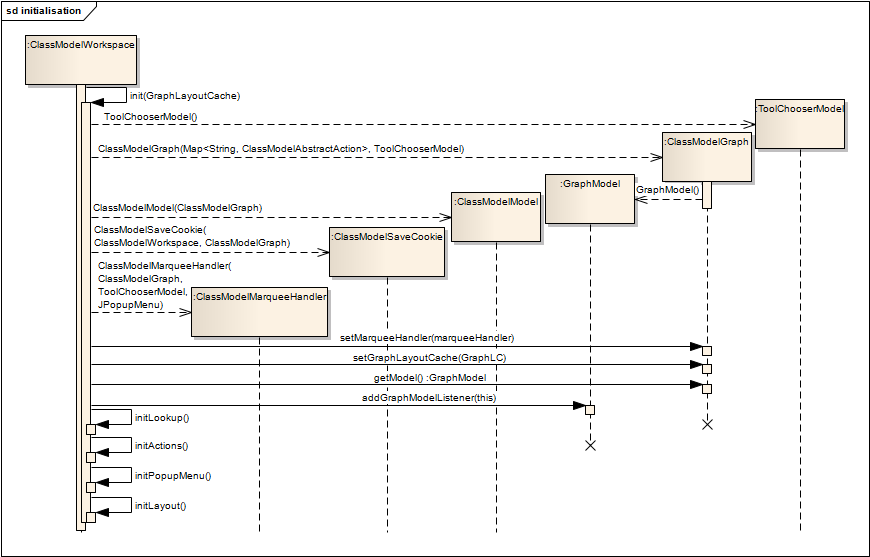 sd initialisation
:ClassModelWorkspace
init(GraphLayoutCache)
ToolChooserModel()
:ToolChooserModel
ClassModelGraph(Map<String, ClassModelAbstractAction>, ToolChooserModel)
:ClassModelGraph
GraphModel()
:GraphModel
ClassModelModel(ClassModelGraph)
:ClassModelModel
ClassModelSaveCookie(
ClassModelWorkspace, ClassModelGraph)
:ClassModelSaveCookie
ClassModelMarqueeHandler(
ClassModelGraph,
ToolChooserModel,
JPopupMenu)
:ClassModelMarqueeHandler
setMarqueeHandler(marqueeHandler)
setGraphLayoutCache(GraphLC)
getModel() :GraphModel
addGraphModelListener(this)
initLookup()
initActions()
initPopupMenu()
initLayout()